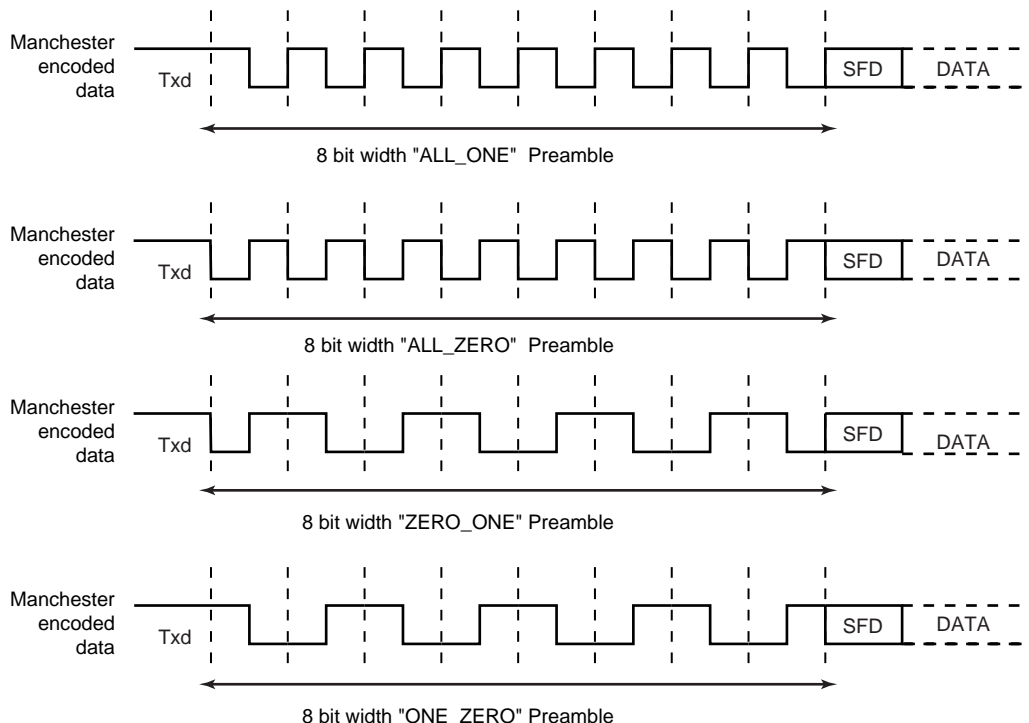 Manchester
encoded
data
Txd
SFD
DATA
8 bit width "ALL_ONE" Preamble
Manchester
encoded
data
Txd
SFD
DATA
8 bit width "ALL_ZERO" Preamble
Manchester
encoded
data
Txd
SFD
DATA
8 bit width "ZERO_ONE" Preamble
Manchester
encoded
data
Txd
SFD
DATA
8 bit width "ONE_ZERO" Preamble